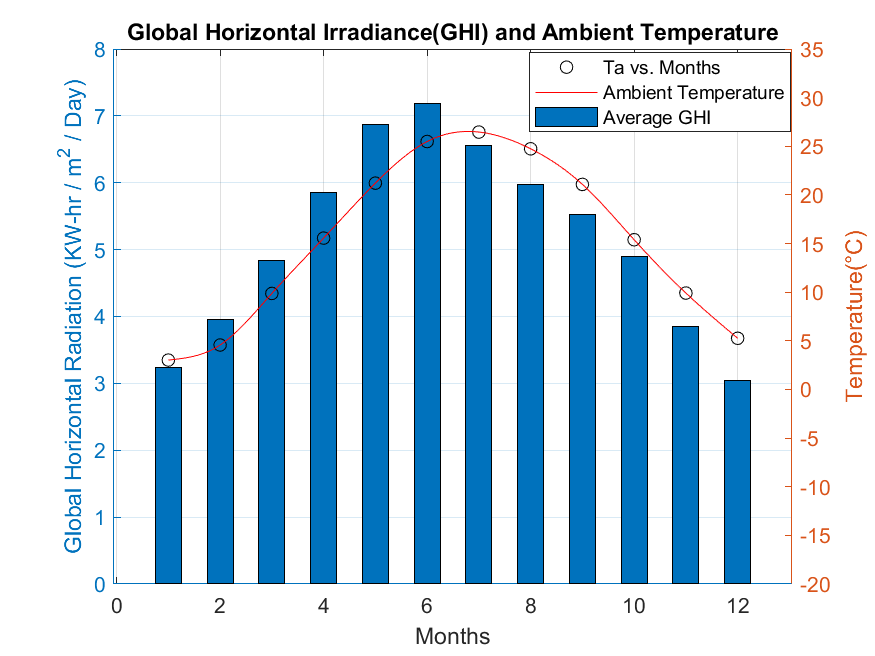 Global Horizontal Irradiance(GHI) and Ambient Temperature
Ta vs. Months
Ambient Temperature
Average GHI
Global Horizontal Radiation (KW-hr / m² / Day)
8
7
6
5
4
3
2
1
0
35
30
25
20
15
10
5
0
-5
-10
-15
-20
Temperature(°C)
0 2 4 6 8 10 12
Months